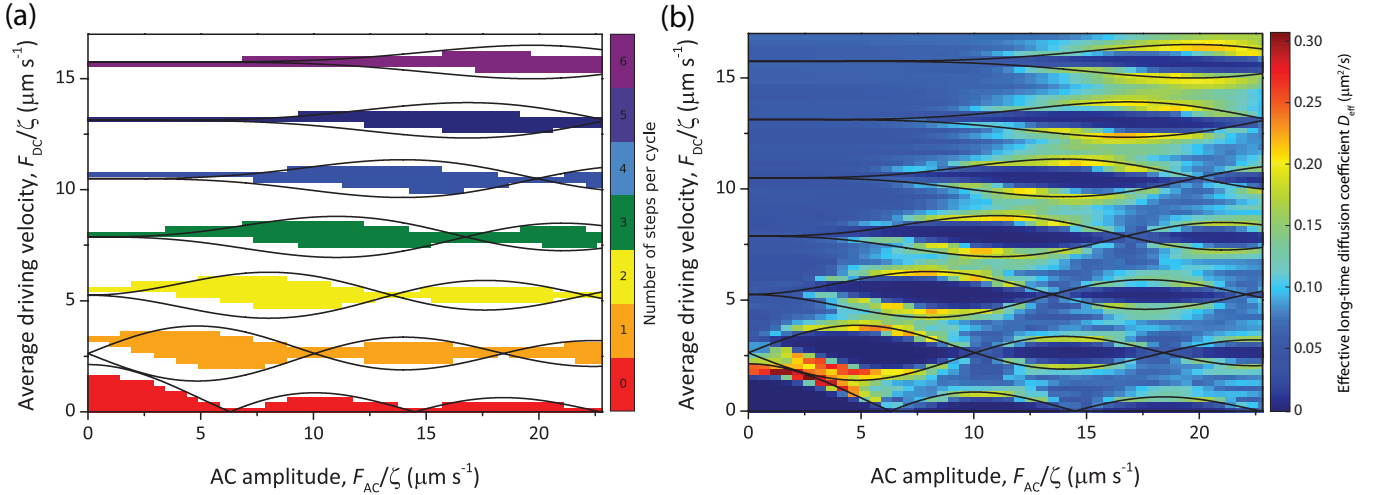 (a)
Average driving velocity, F_DC/ζ (μm s⁻¹)
15
10
5
0
0 5 10 15 20
AC amplitude, F_AC/ζ (μm s⁻¹)
6
5
4
3
2
1
0
Number of steps per cycle
(b)
Average driving velocity, F_DC/ζ (μm s⁻¹)
15
10
5
0
0 5 10 15 20
AC amplitude, F_AC/ζ (μm s⁻¹)
0.30
0.25
0.20
0.15
0.10
0.05
0
Effective long-time diffusion coefficient D_eff (μm²/s)